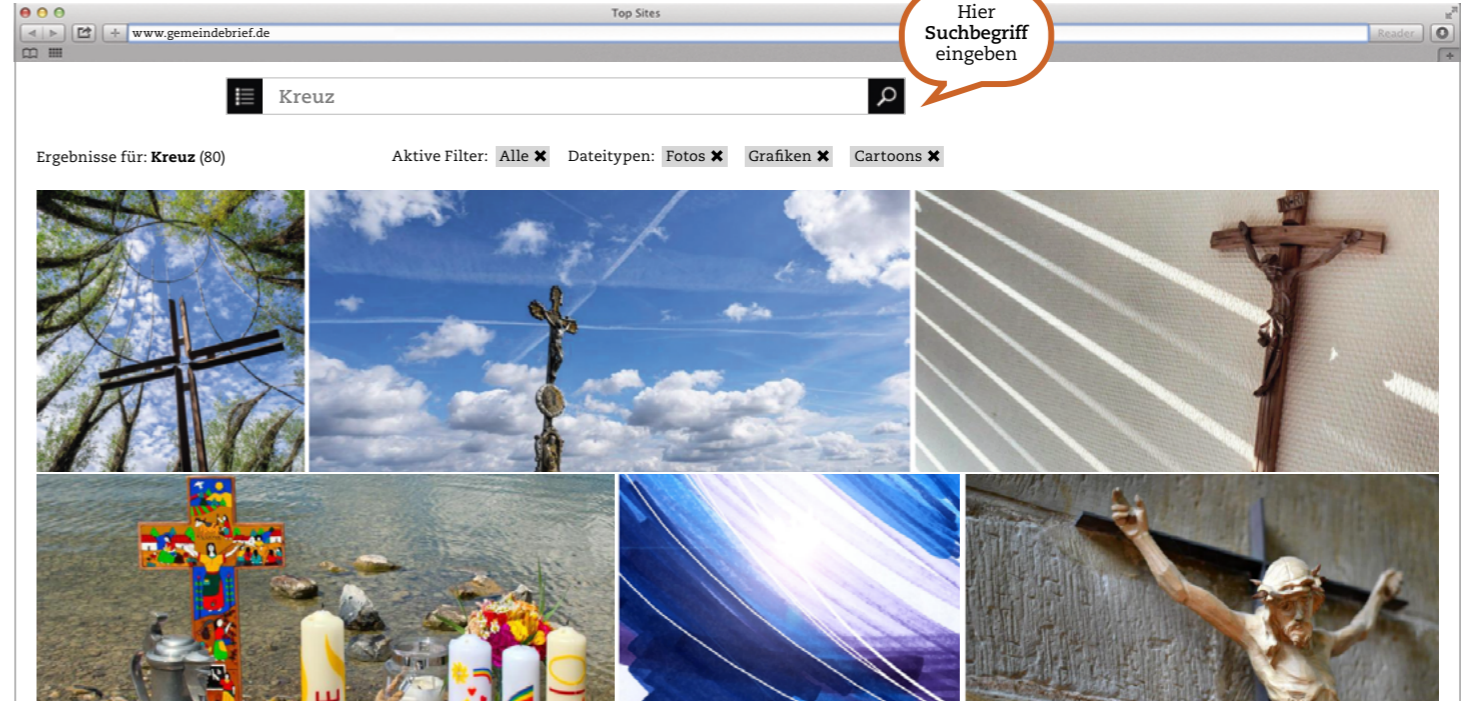 Top Sites
www.gemeindebrief.de
Reader
Hier
Suchbegriff
eingeben
Kreuz
Ergebnisse für: Kreuz (80)
Aktive Filter: Alle ✖ Dateitypen: Fotos ✖ Grafiken ✖ Cartoons ✖